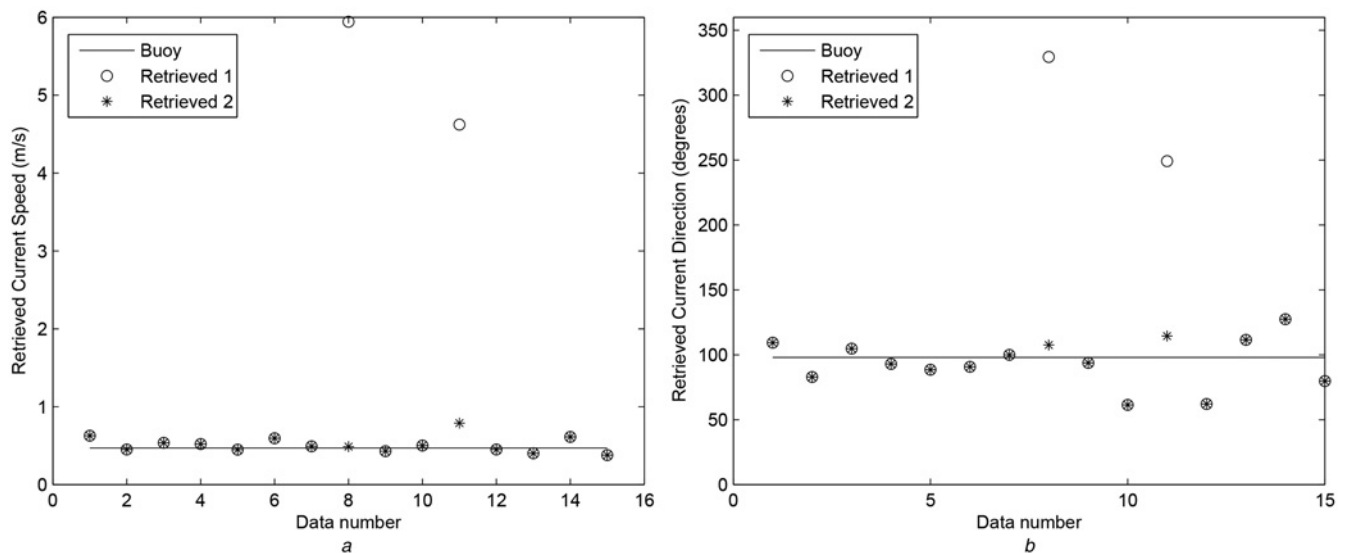 6
5
4
3
2
1
0
0
2
4
6
8
10
12
14
16
Retrieved Current Speed (m/s)
Data number
Buoy
Retrieved 1
Retrieved 2
a
350
300
250
200
150
100
50
0
0
5
10
15
Retrieved Current Direction (degrees)
Data number
Buoy
Retrieved 1
Retrieved 2
b